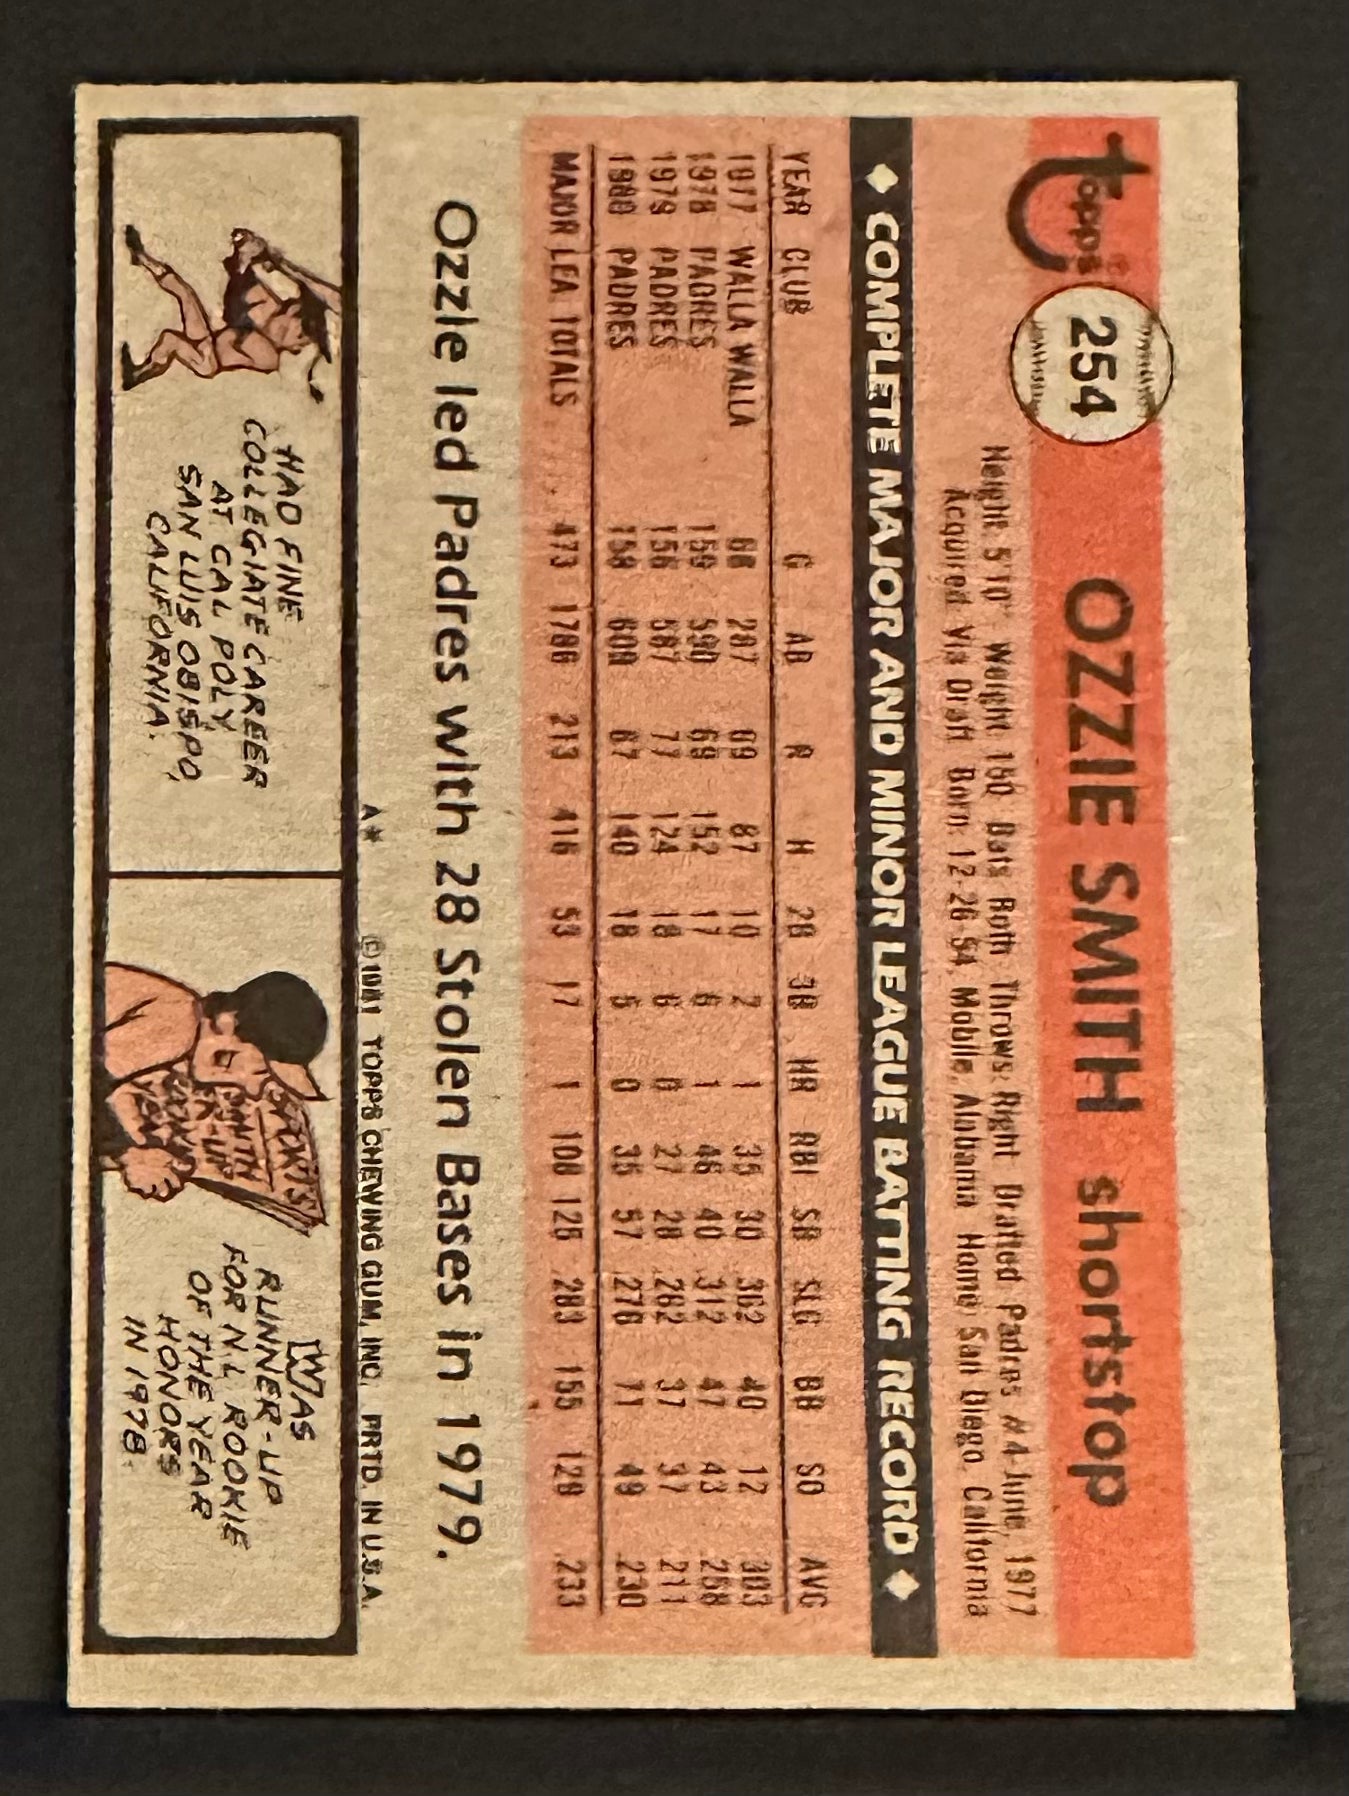 topps
254
OZZIE SMITH shortstop
Height: 5'10" Weight: 150 Bats: Both Throws: Right Drafted Padres #4-June, 1977
Acquired: Via Draft Born: 12-26-54, Mobile, Alabama Home: San Diego, California
COMPLETE MAJOR AND MINOR LEAGUE BATTING RECORD
YEAR CLUB G AB R H 2B 3B HR RBI SB SLG BB SO AVG
1977 WALLA WALLA 68 287 87 10 2 1 35 30 .362 40 12 .303
1978 PADRES 159 590 69 152 17 6 1 46 40 .312 47 43 .258
1979 PADRES 156 587 77 124 18 6 0 27 28 .262 37 37 .211
1980 PADRES 158 609 67 140 18 5 0 35 57 .276 71 49 .230
MAJOR LEA. TOTALS 473 1786 213 416 53 17 1 108 125 .283 155 129 .233
Ozzie led Padres with 28 Stolen Bases in 1979.
A* © 1981 TOPPS CHEWING GUM, INC. PRTD. IN U.S.A.
HAD FINE
COLLEGIATE CAREER
AT CAL POLY
SAN LUIS OBISPO,
CALIFORNIA.
SMITH
WAS
RUNNER-UP
FOR N.L. ROOKIE
OF THE YEAR
HONORS
IN 1978.